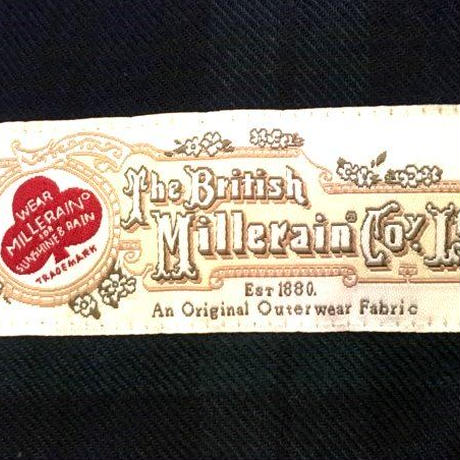 WEAR
MILLERAIN®
FOR
SUNSHINE & RAIN
TRADEMARK
The British
Millerain® Coy L
EST 1880.
An Original Outerwear Fabric